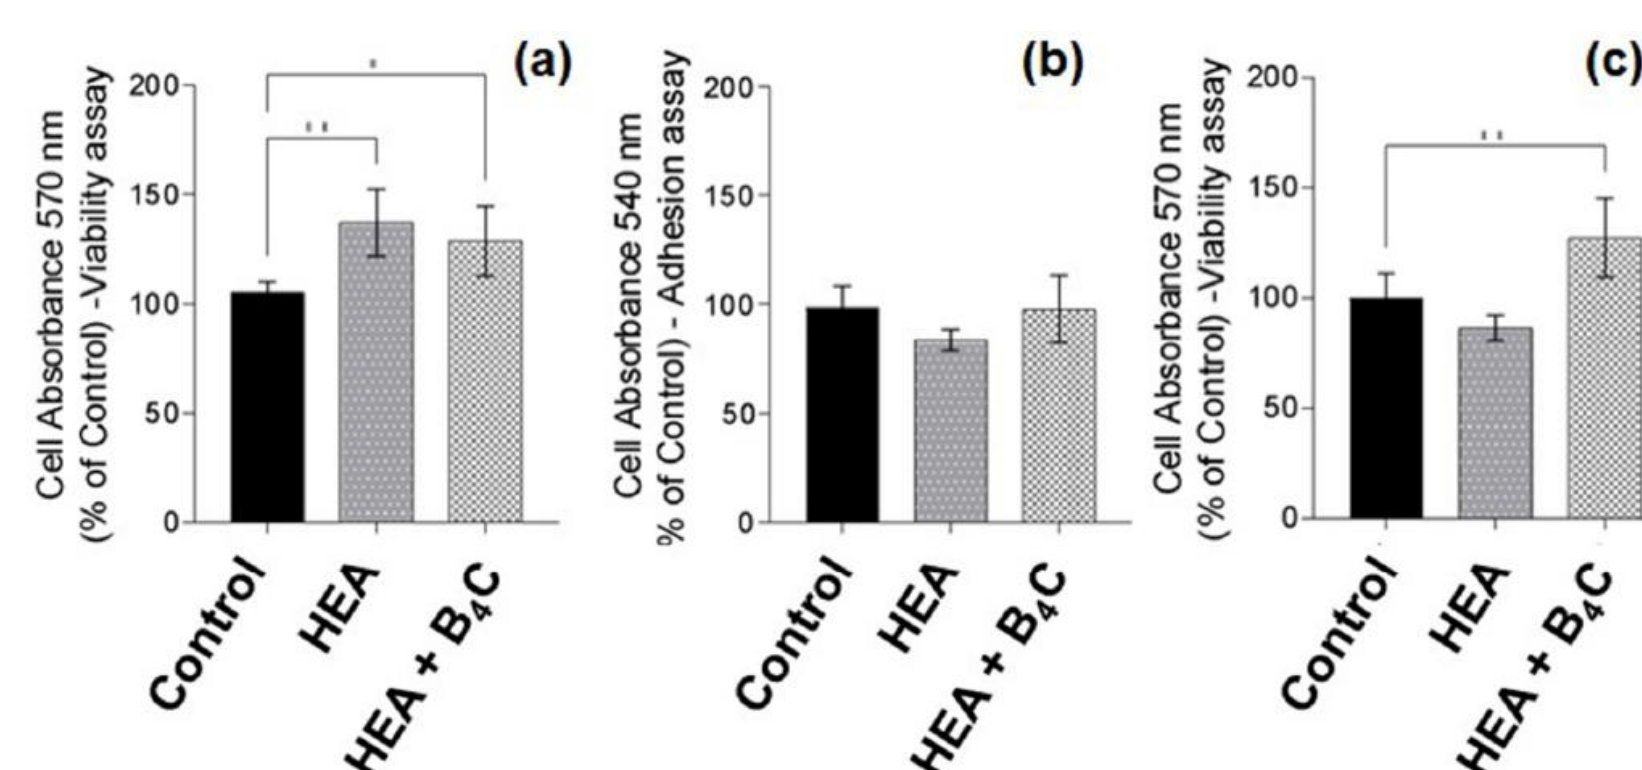 (a)
Cell Absorbance 570 nm
(% of Control) -Viability assay
200
150
100
50
0
Control
HEA
HEA + B₄C
(b)
Cell Absorbance 540 nm
% of Control) - Adhesion assay
200
150
100
50
0
Control
HEA
HEA + B₄C
(c)
Cell Absorbance 570 nm
(% of Control) -Viability assay
200
150
100
50
0
Control
HEA
HEA + B₄C